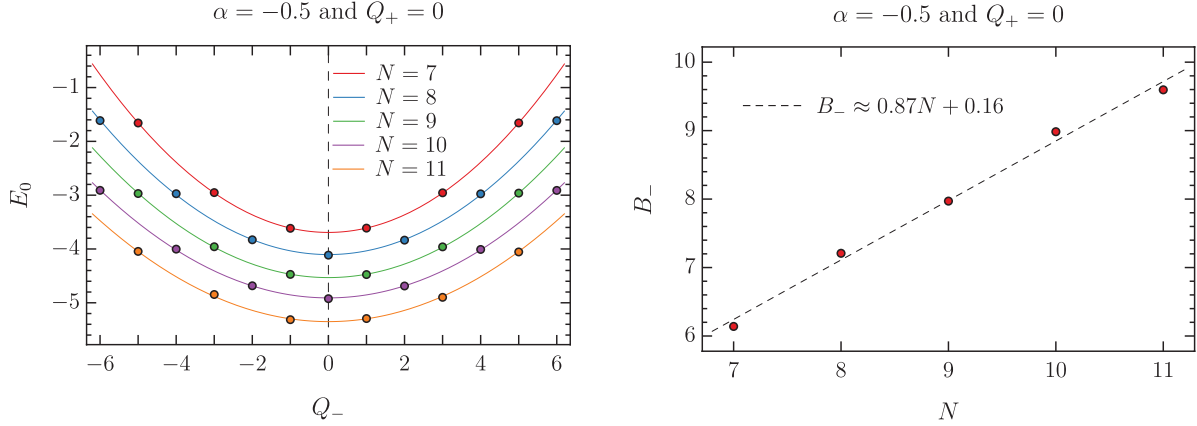 α = −0.5 and Q₊ = 0
E₀
−1
−2
−3
−4
−5
N = 7
N = 8
N = 9
N = 10
N = 11
−6 −4 −2 0 2 4 6
Q₋
α = −0.5 and Q₊ = 0
B₋
10
9
8
7
6
B₋ ≈ 0.87N + 0.16
7 8 9 10 11
N